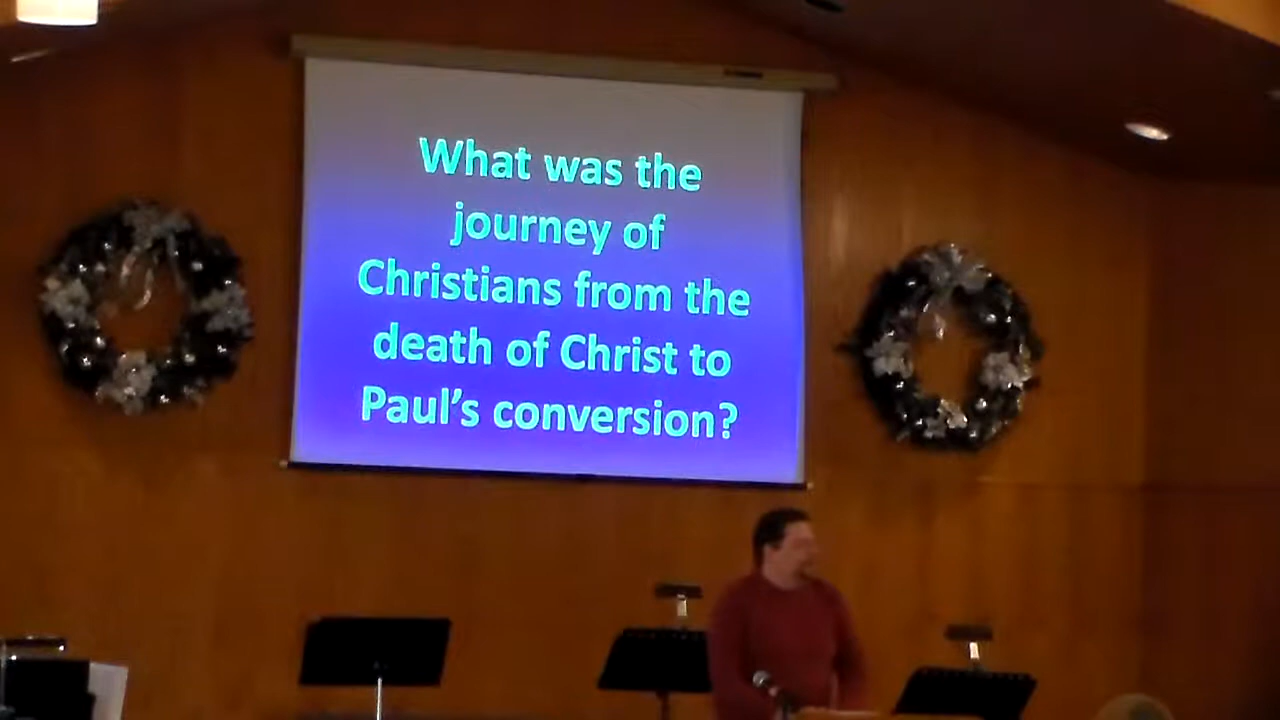 What was the
journey of
Christians from the
death of Christ to
Paul's conversion?